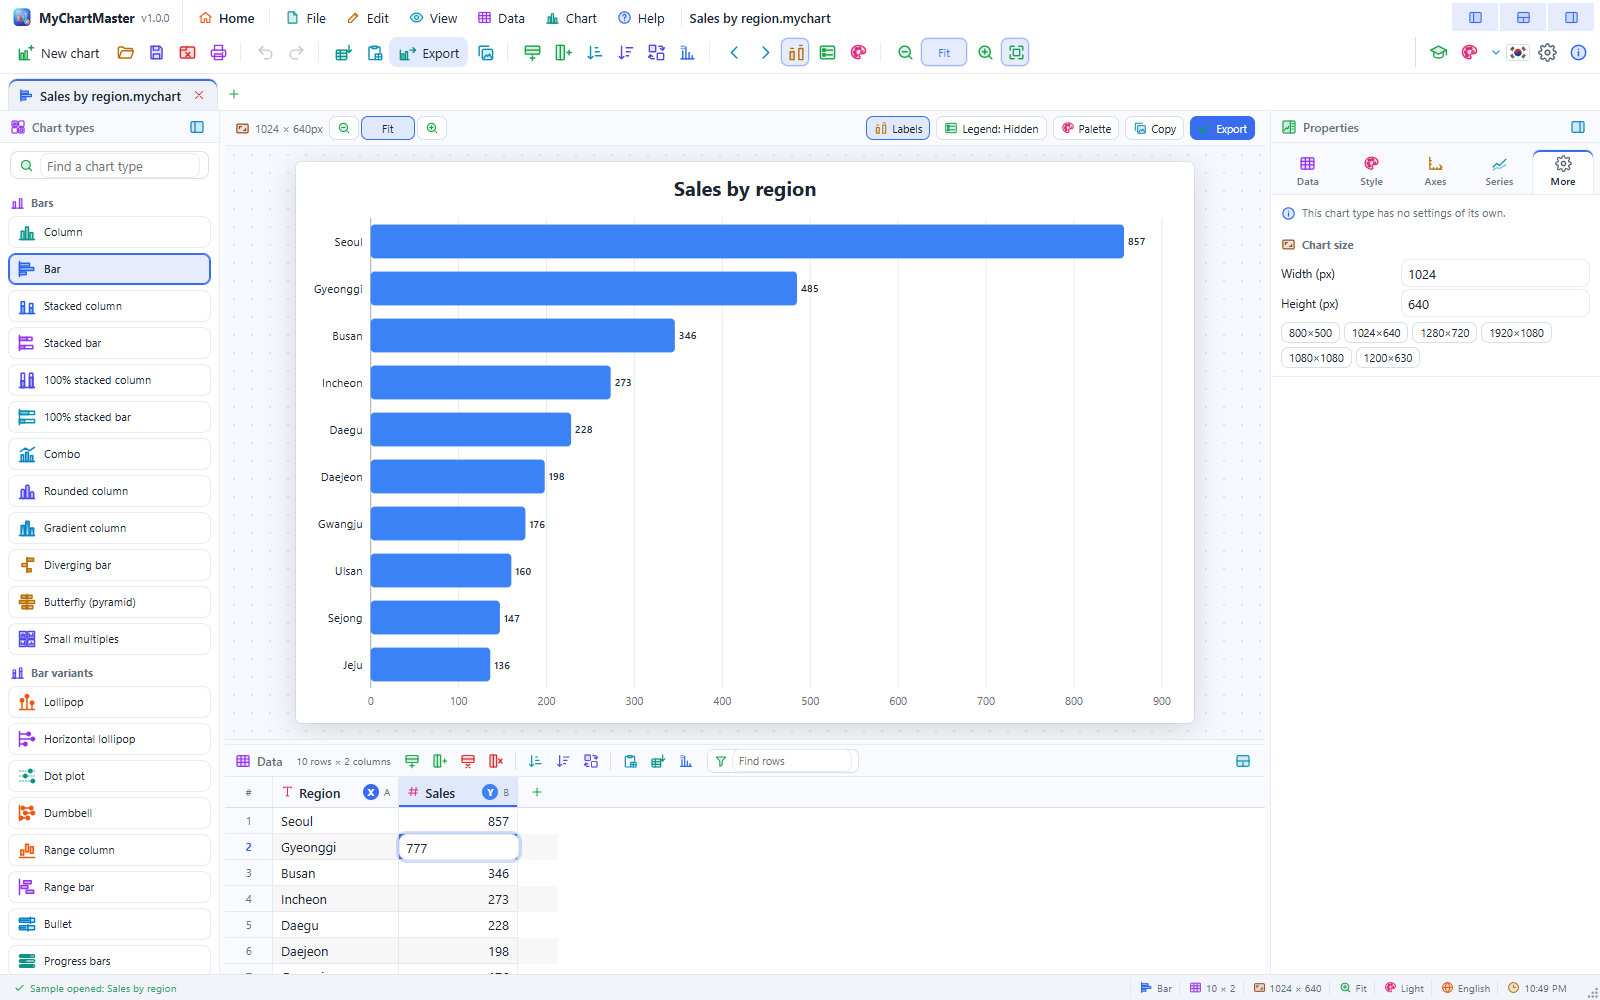 MyChartMaster v1.0.0
Home
File
Edit
View
Data
Chart
Help
Sales by region.mychart
New chart
Export
Fit
Sales by region.mychart
Chart types
Find a chart type
Bars
Column
Bar
Stacked column
Stacked bar
100% stacked column
100% stacked bar
Combo
Rounded column
Gradient column
Diverging bar
Butterfly (pyramid)
Small multiples
Bar variants
Lollipop
Horizontal lollipop
Dot plot
Dumbbell
Range column
Range bar
Bullet
Progress bars
1024 × 640px
Fit
Labels
Legend: Hidden
Palette
Copy
Export
Sales by region
Seoul 857
Gyeonggi 485
Busan 346
Incheon 273
Daegu 228
Daejeon 198
Gwangju 176
Ulsan 160
Sejong 147
Jeju 136
0 100 200 300 400 500 600 700 800 900
Data 10 rows × 2 columns
Find rows
# Region X A # Sales Y B
1 Seoul 857
2 Gyeonggi 777
3 Busan 346
4 Incheon 273
5 Daegu 228
6 Daejeon 198
Properties
Data
Style
Axes
Series
More
This chart type has no settings of its own.
Chart size
Width (px) 1024
Height (px) 640
800×500 1024×640 1280×720 1920×1080
1080×1080 1200×630
Sample opened: Sales by region
Bar
10 × 2
1024 × 640
Fit
Light
English
10:49 PM